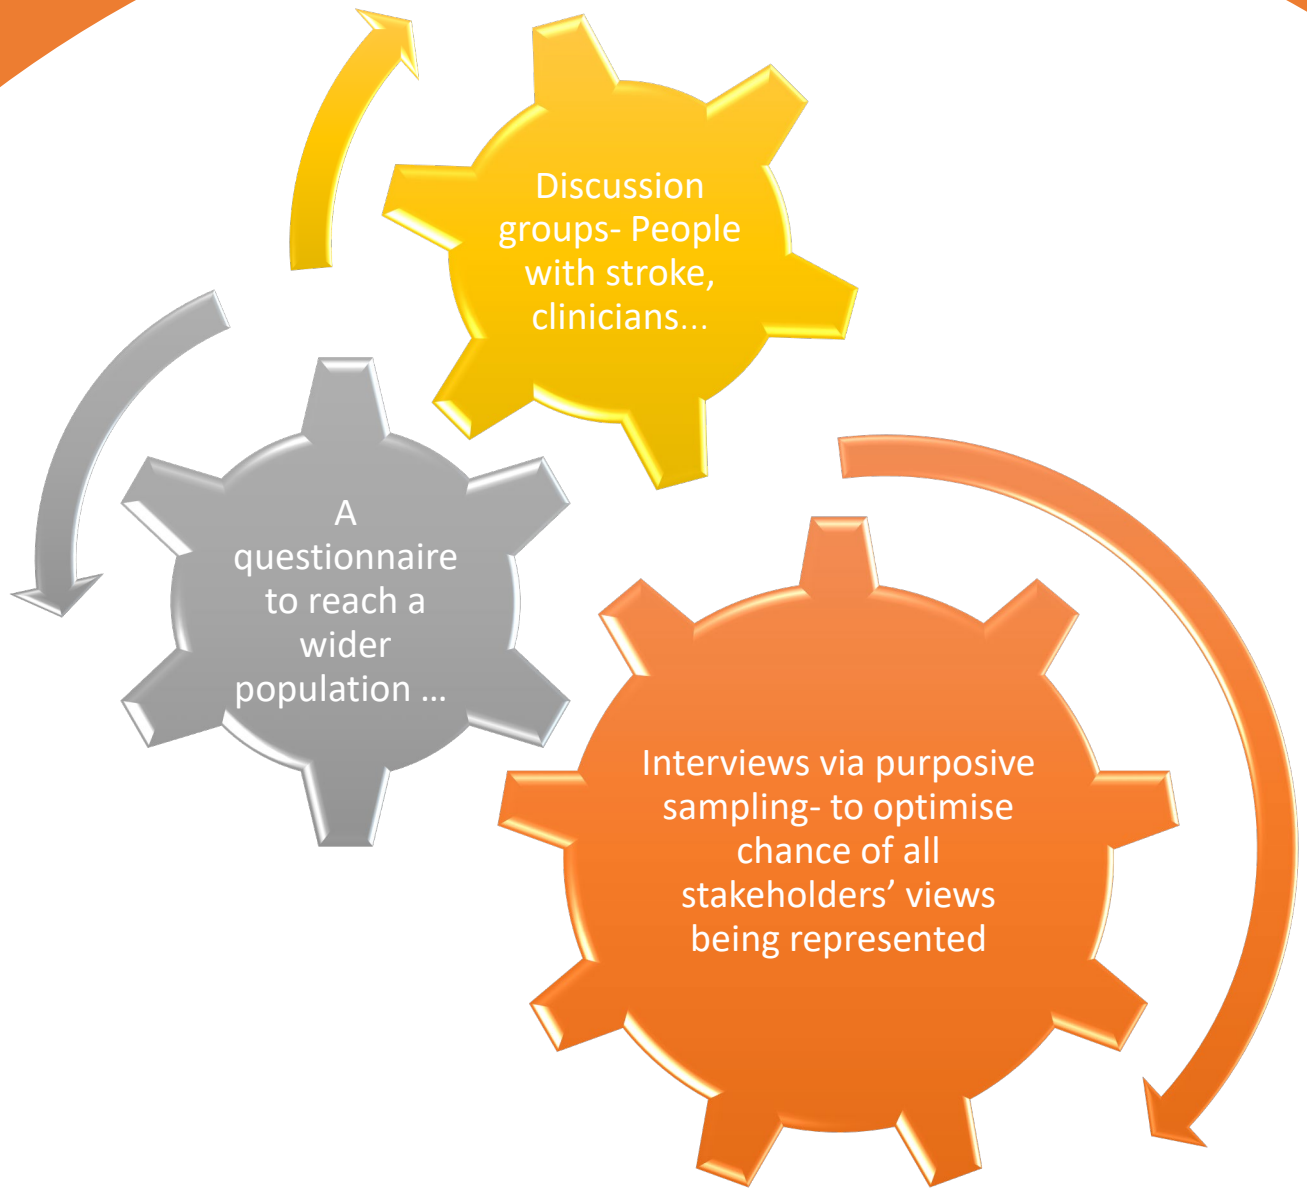 Discussion
groups- People
with stroke,
clinicians...
A
questionnaire
to reach a
wider
population ...
Interviews via purposive
sampling- to optimise
chance of all
stakeholders’ views
being represented